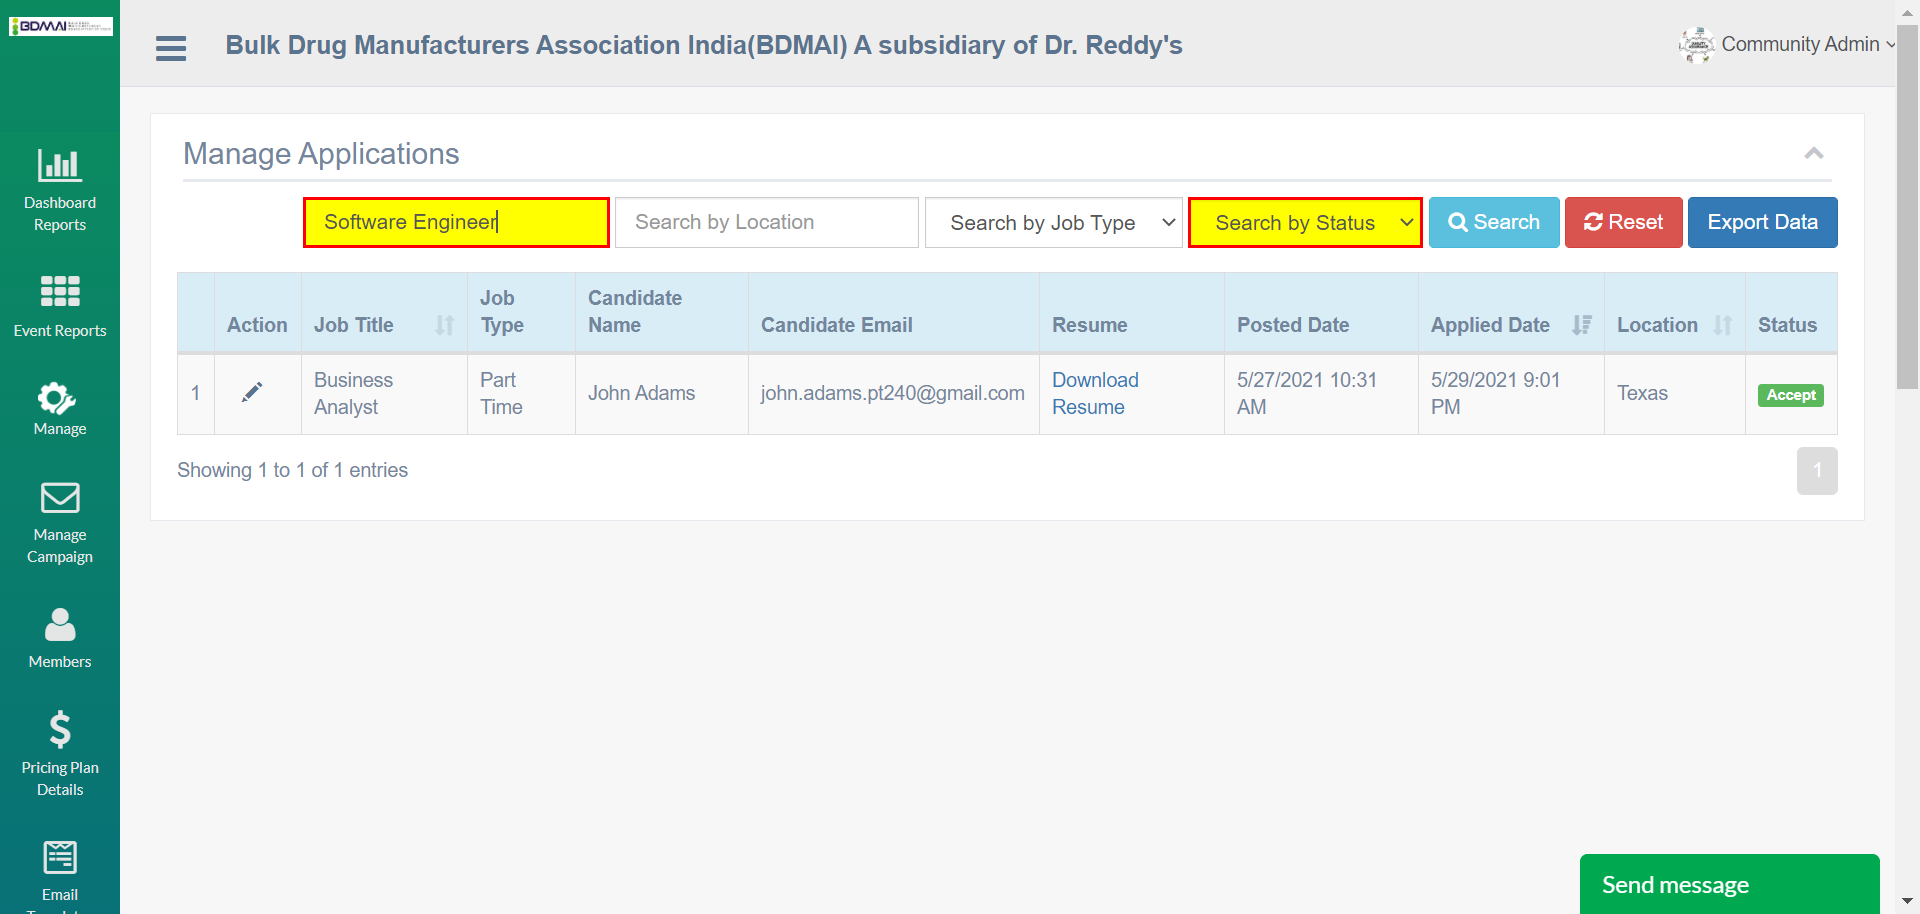 BDMAI
Bulk Drug Manufacturers Association India(BDMAI) A subsidiary of Dr. Reddy's
Community Admin
Dashboard
Reports
Event Reports
Manage
Manage
Campaign
Members
Pricing Plan
Details
Email
Manage Applications
Software Engineer
Search by Location
Search by Job Type
Search by Status
Search
Reset
Export Data
Action
Job Title
Job
Type
Candidate
Name
Candidate Email
Resume
Posted Date
Applied Date
Location
Status
1
Business
Analyst
Part
Time
John Adams
john.adams.pt240@gmail.com
Download
Resume
5/27/2021 10:31
AM
5/29/2021 9:01
PM
Texas
Accept
Showing 1 to 1 of 1 entries
1
Send message